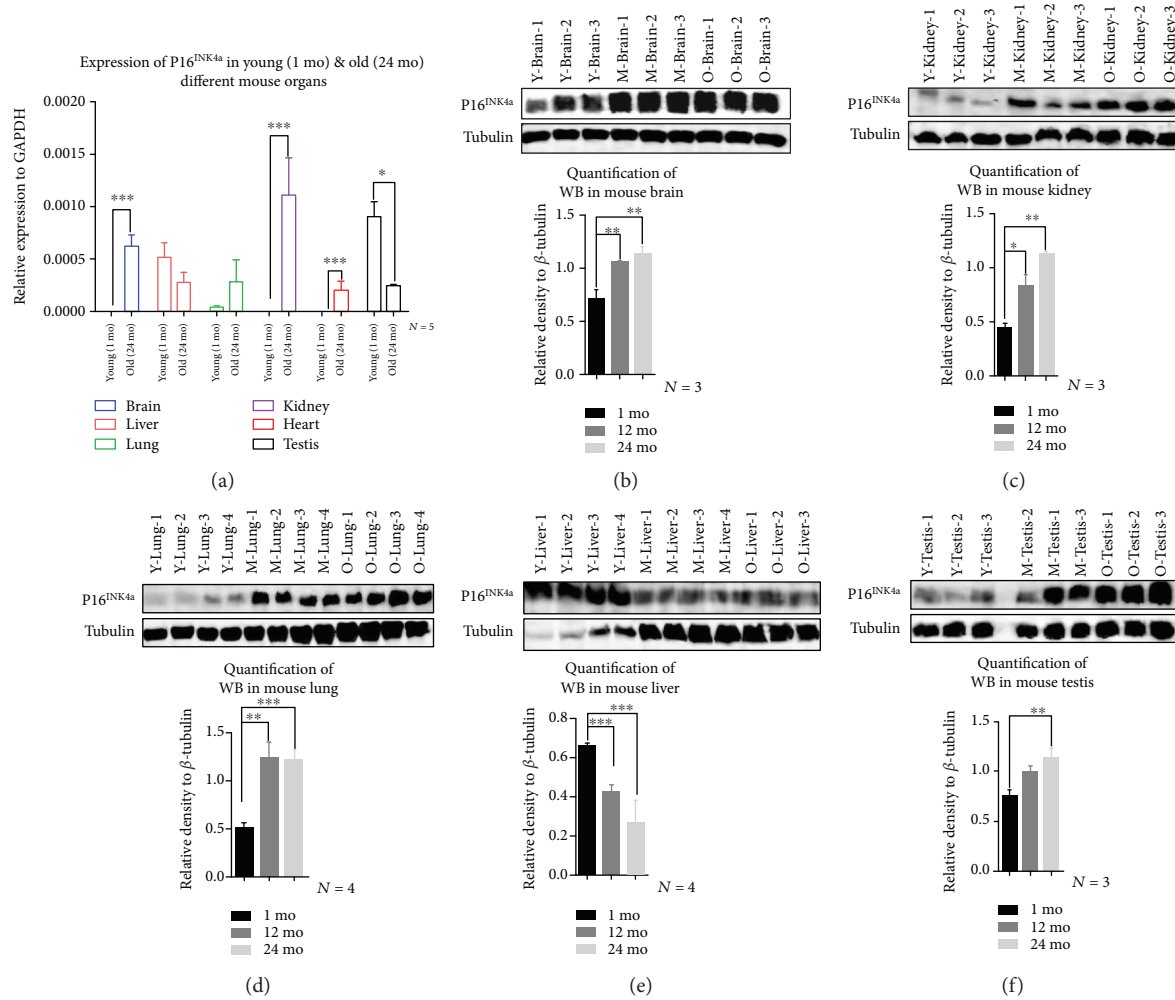 Expression of P16INK4a in young (1 mo) & old (24 mo)
different mouse organs
Relative expression to GAPDH
0.0020
0.0015
0.0010
0.0005
0.0000
***
***
***
*
Young (1 mo)
Old (24 mo)
Young (1 mo)
Old (24 mo)
Young (1 mo)
Old (24 mo)
Young (1 mo)
Old (24 mo)
Young (1 mo)
Old (24 mo)
Young (1 mo)
Old (24 mo)
N = 5
Brain
Liver
Lung
Kidney
Heart
Testis
(a)
Y-Brain-1
Y-Brain-2
Y-Brain-3
M-Brain-1
M-Brain-2
M-Brain-3
O-Brain-1
O-Brain-2
O-Brain-3
P16INK4a
Tubulin
Quantification of
WB in mouse brain
Relative density to β-tubulin
1.5
1.0
0.5
0.0
**
**
N = 3
1 mo
12 mo
24 mo
(b)
Y-Kidney-1
Y-Kidney-2
Y-Kidney-3
M-Kidney-1
M-Kidney-2
M-Kidney-3
O-Kidney-1
O-Kidney-2
O-Kidney-3
P16INK4a
Tubulin
Quantification of
WB in mouse kidney
Relative density to β-tubulin
1.5
1.0
0.5
0.0
**
*
N = 3
1 mo
12 mo
24 mo
(c)
Y-Lung-1
Y-Lung-2
Y-Lung-3
Y-Lung-4
M-Lung-1
M-Lung-2
M-Lung-3
M-Lung-4
O-Lung-1
O-Lung-2
O-Lung-3
O-Lung-4
P16INK4a
Tubulin
Quantification of
WB in mouse lung
Relative density to β-tubulin
1.5
1.0
0.5
0.0
***
**
N = 4
1 mo
12 mo
24 mo
(d)
Y-Liver-1
Y-Liver-2
Y-Liver-3
Y-Liver-4
M-Liver-1
M-Liver-2
M-Liver-3
M-Liver-4
O-Liver-1
O-Liver-2
O-Liver-3
P16INK4a
Tubulin
Quantification of
WB in mouse liver
Relative density to β-tubulin
0.8
0.6
0.4
0.2
0.0
***
***
N = 4
1 mo
12 mo
24 mo
(e)
Y-Testis-1
Y-Testis-2
Y-Testis-3
M-Testis-2
M-Testis-1
M-Testis-3
O-Testis-1
O-Testis-2
O-Testis-3
P16INK4a
Tubulin
Quantification of
WB in mouse testis
Relative density to β-tubulin
1.5
1.0
0.5
0.0
**
N = 3
1 mo
12 mo
24 mo
(f)